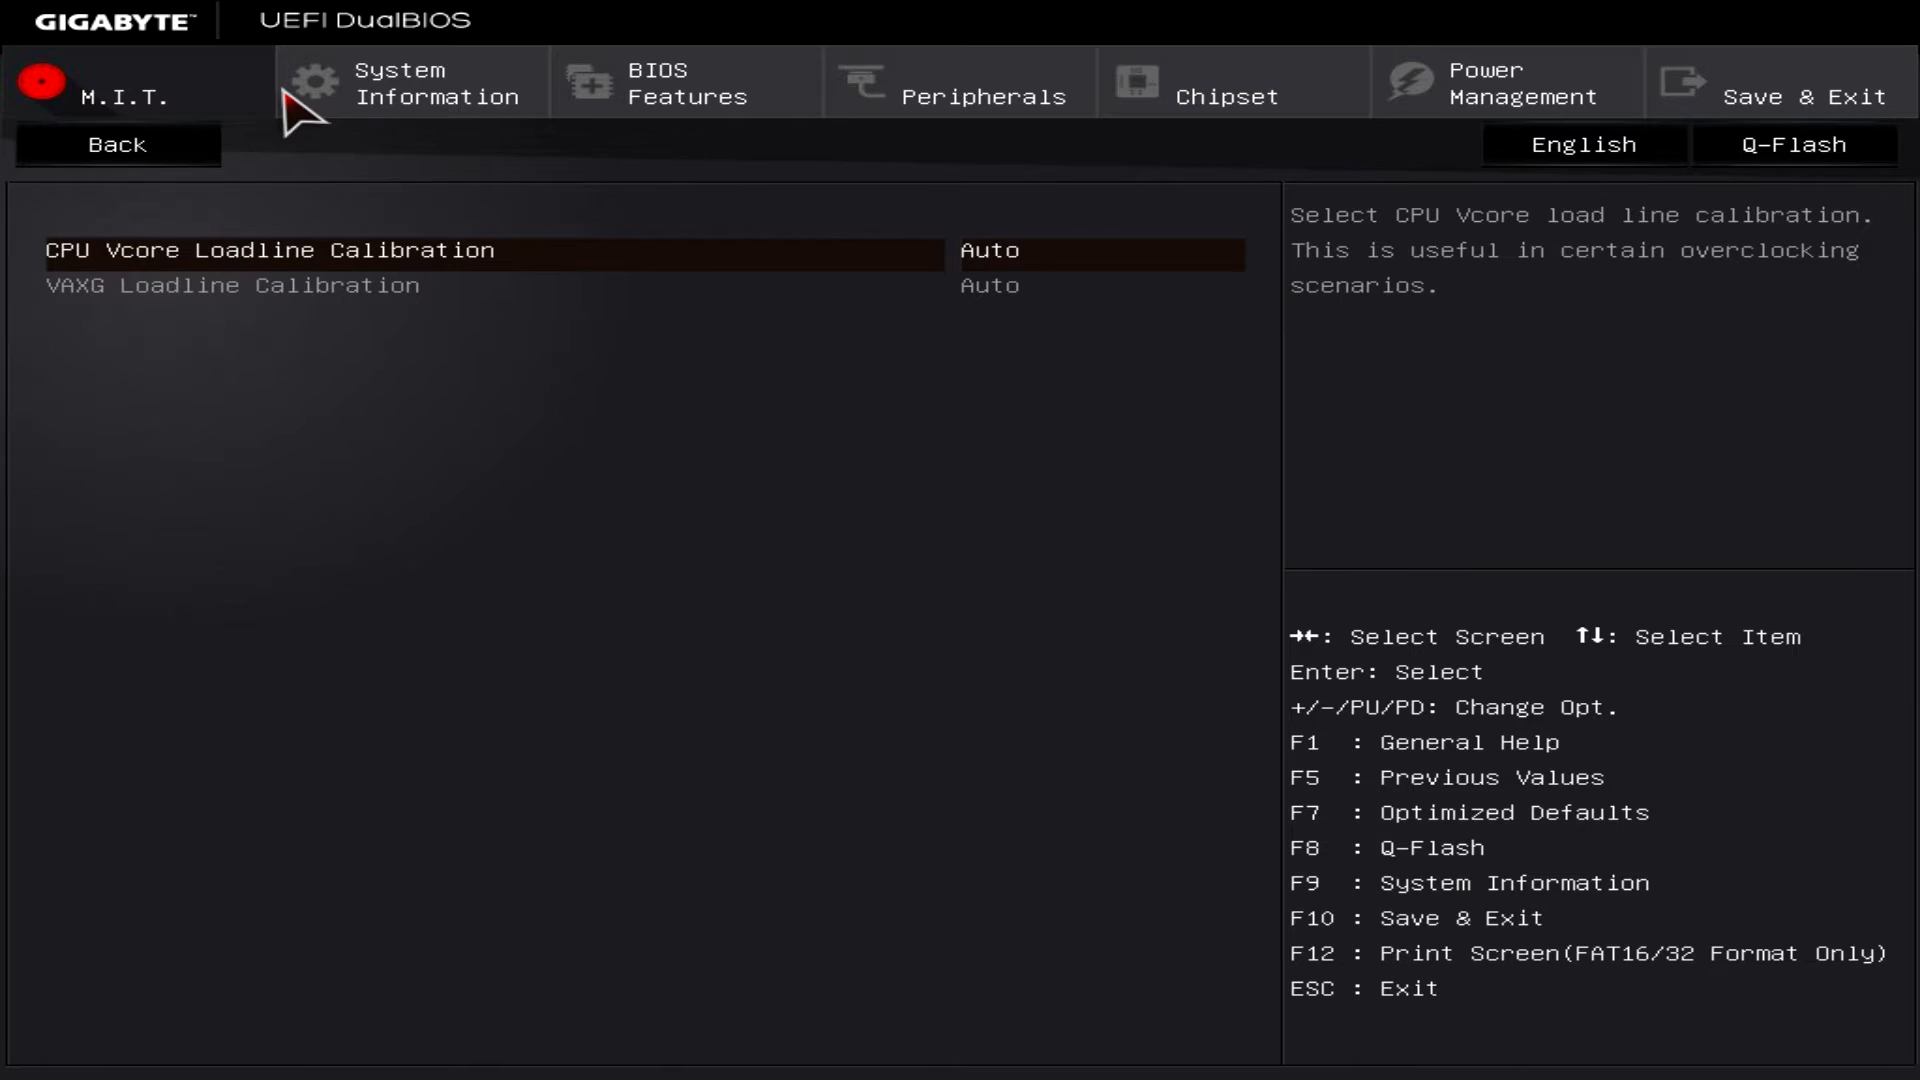 GIGABYTE™ UEFI DualBIOS
M.I.T.
System
Information
BIOS
Features
Peripherals
Chipset
Power
Management
Save & Exit
Back
English
Q-Flash
CPU Vcore Loadline Calibration Auto
VAXG Loadline Calibration Auto
Select CPU Vcore load line calibration.
This is useful in certain overclocking
scenarios.
→←: Select Screen ↑↓: Select Item
Enter: Select
+/-/PU/PD: Change Opt.
F1 : General Help
F5 : Previous Values
F7 : Optimized Defaults
F8 : Q-Flash
F9 : System Information
F10 : Save & Exit
F12 : Print Screen(FAT16/32 Format Only)
ESC : Exit